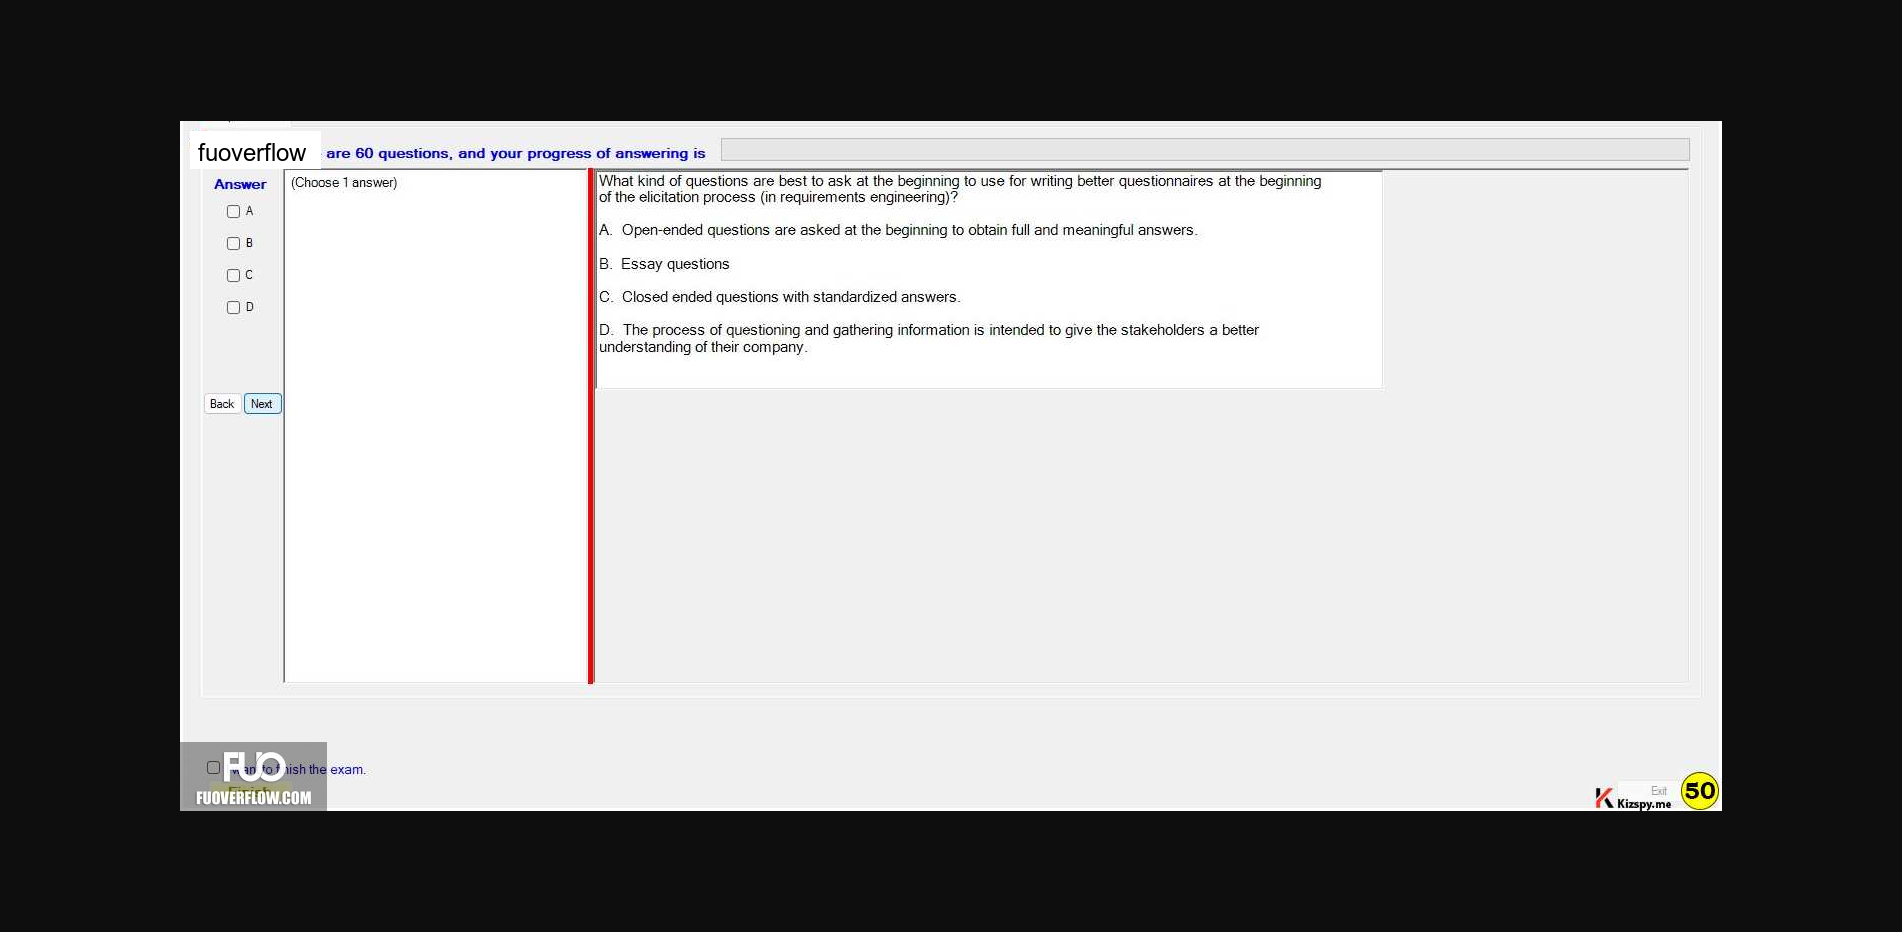 fuoverflow are 60 questions, and your progress of answering is
Answer
(Choose 1 answer)
A
B
C
D
Back Next
What kind of questions are best to ask at the beginning to use for writing better questionnaires at the beginning
of the elicitation process (in requirements engineering)?
A. Open-ended questions are asked at the beginning to obtain full and meaningful answers.
B. Essay questions
C. Closed ended questions with standardized answers.
D. The process of questioning and gathering information is intended to give the stakeholders a better
understanding of their company.
FUO
want to finish the exam.
Finish
FUOVERFLOW.COM
Exit
Kizspy.me
50